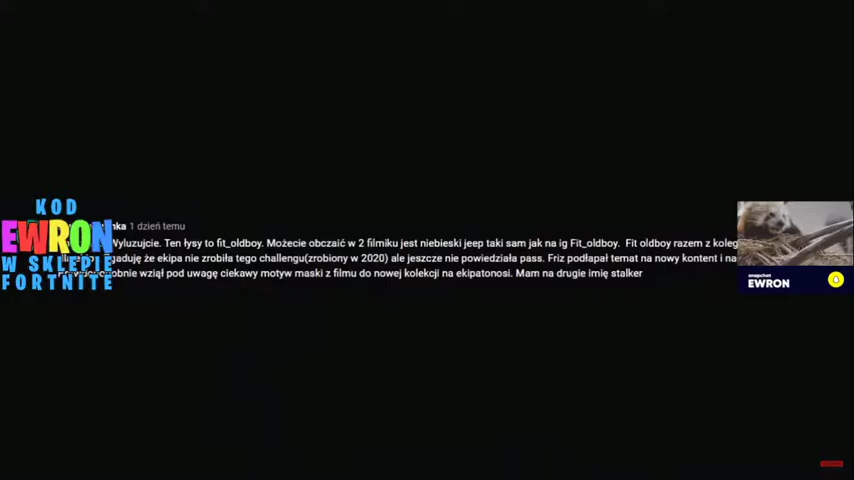 KOD
EWRON
W SKLEPIE
FORTNITE
nka 1 dzień temu
Wyluzujcie. Ten łysy to fit_oldboy. Możecie obczaić w 2 filmiku jest niebieski jeep taki sam jak na ig Fit_oldboy. Fit oldboy razem z koleg
że ekipa nie zrobiła tego challengu(zrobiony w 2020) ale jeszcze nie powiedziała pass. Friz podłapał temat na nowy kontent i na
wziął pod uwagę ciekawy motyw maski z filmu do nowej kolekcji na ekipatonosi. Mam na drugie imię stalker
snapchat
EWRON